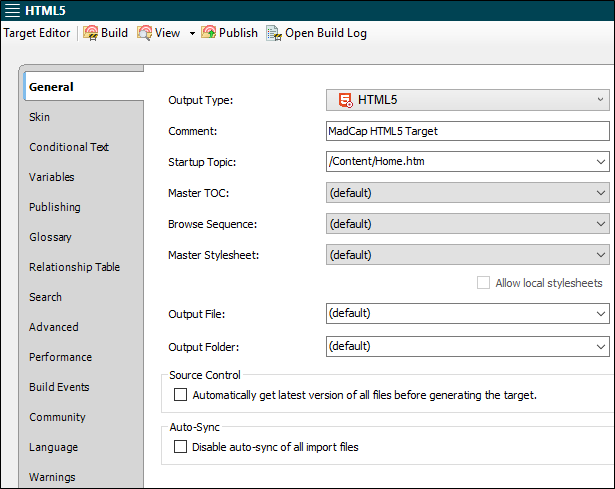 HTML5
Target Editor Build View Publish Open Build Log
General
Skin
Conditional Text
Variables
Publishing
Glossary
Relationship Table
Search
Advanced
Performance
Build Events
Community
Language
Warnings
Output Type: HTML5
Comment: MadCap HTML5 Target
Startup Topic: /Content/Home.htm
Master TOC: (default)
Browse Sequence: (default)
Master Stylesheet: (default)
Allow local stylesheets
Output File: (default)
Output Folder: (default)
Source Control
Automatically get latest version of all files before generating the target.
Auto-Sync
Disable auto-sync of all import files